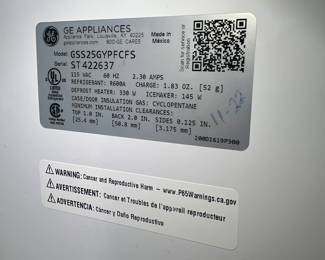 GE APPLIANCES
Appliance Park, Louisville, KY 40225
geappliances.com 800-GE CARES
Made in
Mexico
Model GSS25GYPFCFS
Serial ST422637
115 VAC 60 HZ 2.30 AMPS
REFRIGERANT: R600A CHARGE: 1.83 OZ. [52 g]
DEFROST HEATER: 330 W ICEMAKER: 145 W
CASE/DOOR INSULATION GAS: CYCLOPENTANE
MINIMUM INSTALLATION CLEARANCES:
TOP 1.0 IN. BACK 2.0 IN. SIDES 0.125 IN.
[25.4 mm] [50.8 mm] [3.175 mm]
11-22
WARNING: Cancer and Reproductive Harm - www.P65Warnings.ca.gov
AVERTISSEMENT: Cancer et Troubles de l'appareil reproducteur
ADVERTENCIA: Cancer y Daño Reproductivo